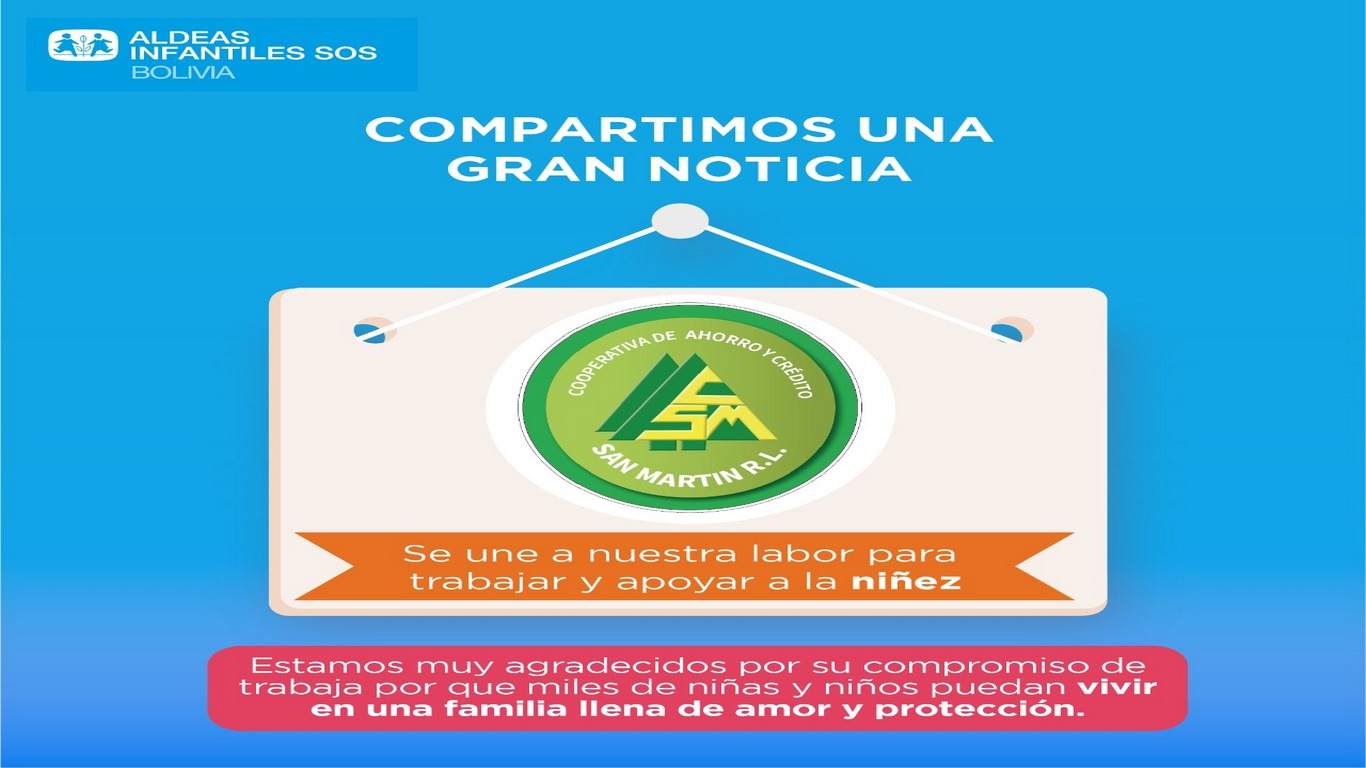 ALDEAS
INFANTILES SOS
BOLIVIA
COMPARTIMOS UNA
GRAN NOTICIA
COOPERATIVA DE AHORRO Y CRÉDITO
CSM
SAN MARTIN R.L.
Se une a nuestra labor para
trabajar y apoyar a la niñez
Estamos muy agradecidos por su compromiso de
trabaja por que miles de niñas y niños puedan vivir
en una familia llena de amor y protección.